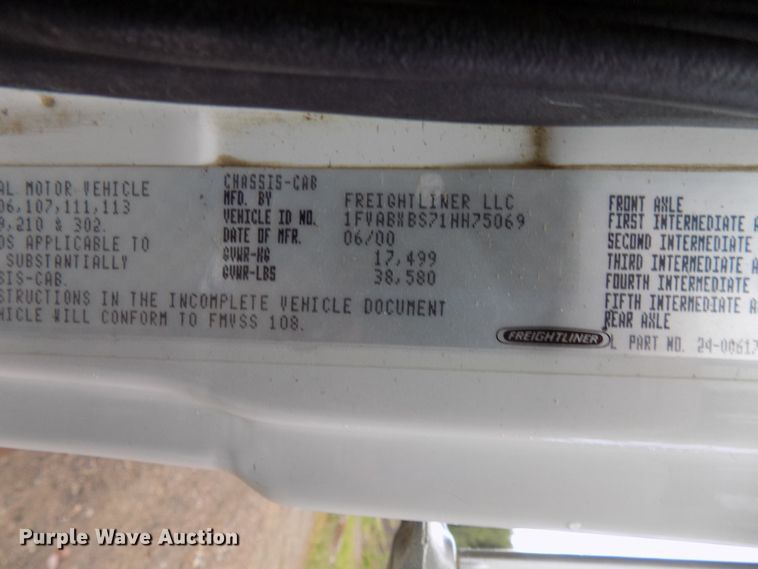 AL MOTOR VEHICLE
06,107,111,113
,210 & 302.
DS APPLICABLE TO
SUBSTANTIALLY
SIS-CAB.
STRUCTIONS IN THE INCOMPLETE VEHICLE DOCUMENT
HICLE WILL CONFORM TO FMVSS 108.
CHASSIS-CAB
MFD. BY FREIGHTLINER LLC
VEHICLE ID NO. 1FVABXBS71HH75069
DATE OF MFR. 06/00
GVWR-KG 17,499
GVWR-LBS 38,580
FREIGHTLINER
FRONT AXLE
FIRST INTERMEDIATE A
SECOND INTERMEDIATE
THIRD INTERMEDIATE A
FOURTH INTERMEDIATE
FIFTH INTERMEDIATE A
REAR AXLE
L PART NO. 24-00617
Purple Wave Auction